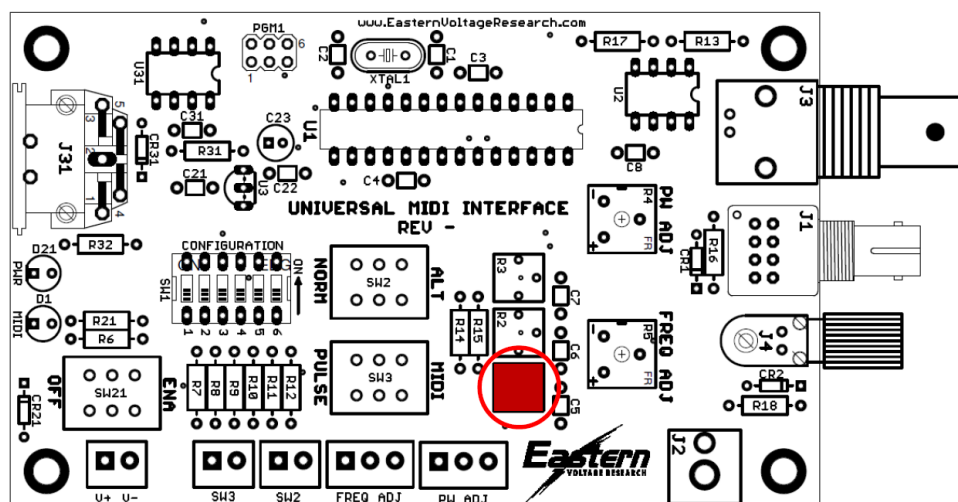 www.EasternVoltageResearch.com
PGM1
6
1
U31
C2
XTAL1
C1
C3
R17
R13
U2
J3
C31
C23
U1
R31
CR31
J31
5
3
2
1
4
C21
C22
U3
C4
C8
R4
PW ADJ
FR
J1
UNIVERSAL MIDI INTERFACE
REV -
R32
D21
PWR
D1
MIDI
CONFIGURATION
ON
SW1
1 2 3 4 5 6
NORM
SW2
ALT
R3
C7
CR1
R16
R21
R6
R14
R15
R2
C6
R5
FREQ ADJ
FR
J4
OFF
SW21
ENA
R7
R8
R9
R10
R11
R12
PULSE
SW3
MIDI
C5
CR2
R18
CR21
J2
Eastern
VOLTAGE RESEARCH
V+ V-
SW3
SW2
FREQ ADJ
PW ADJ